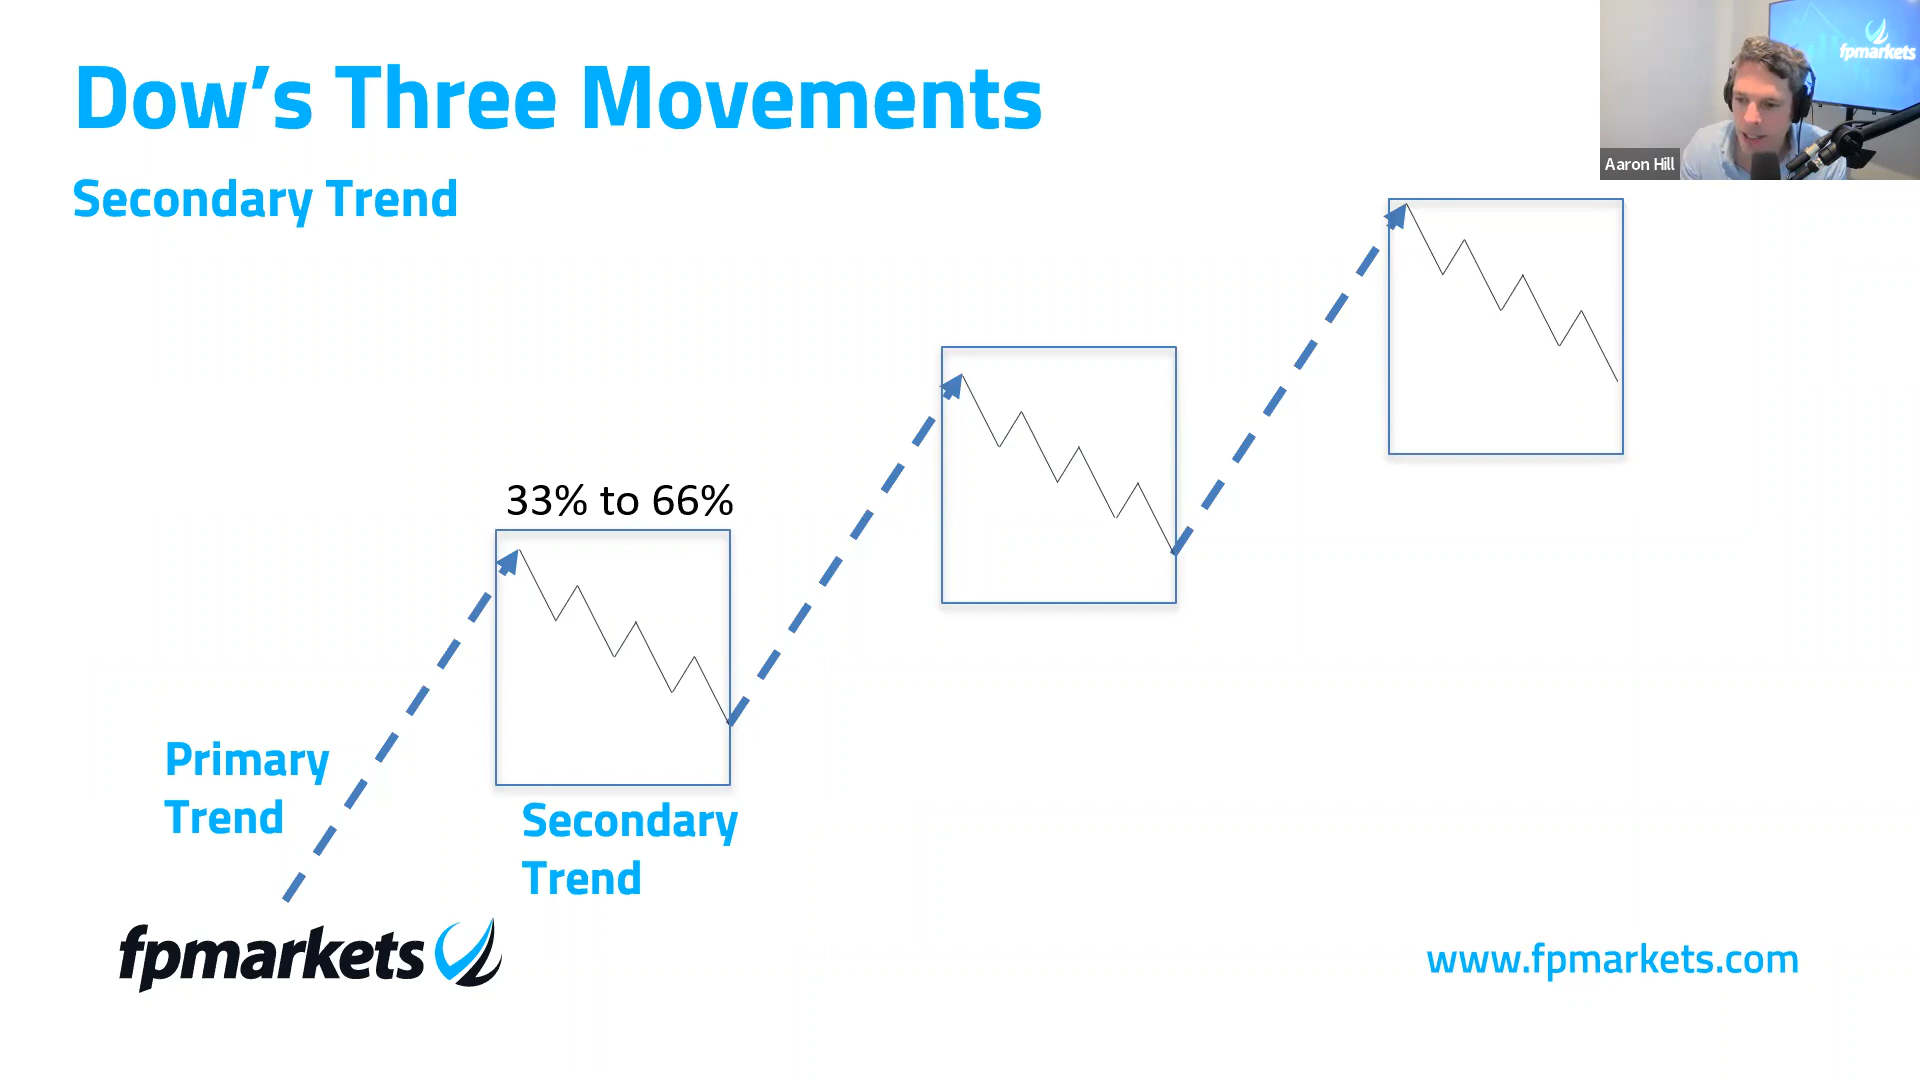 Dow’s Three Movements
fpmarkets
Aaron Hill
Secondary Trend
33% to 66%
Primary
Trend
Secondary
Trend
fpmarkets
www.fpmarkets.com